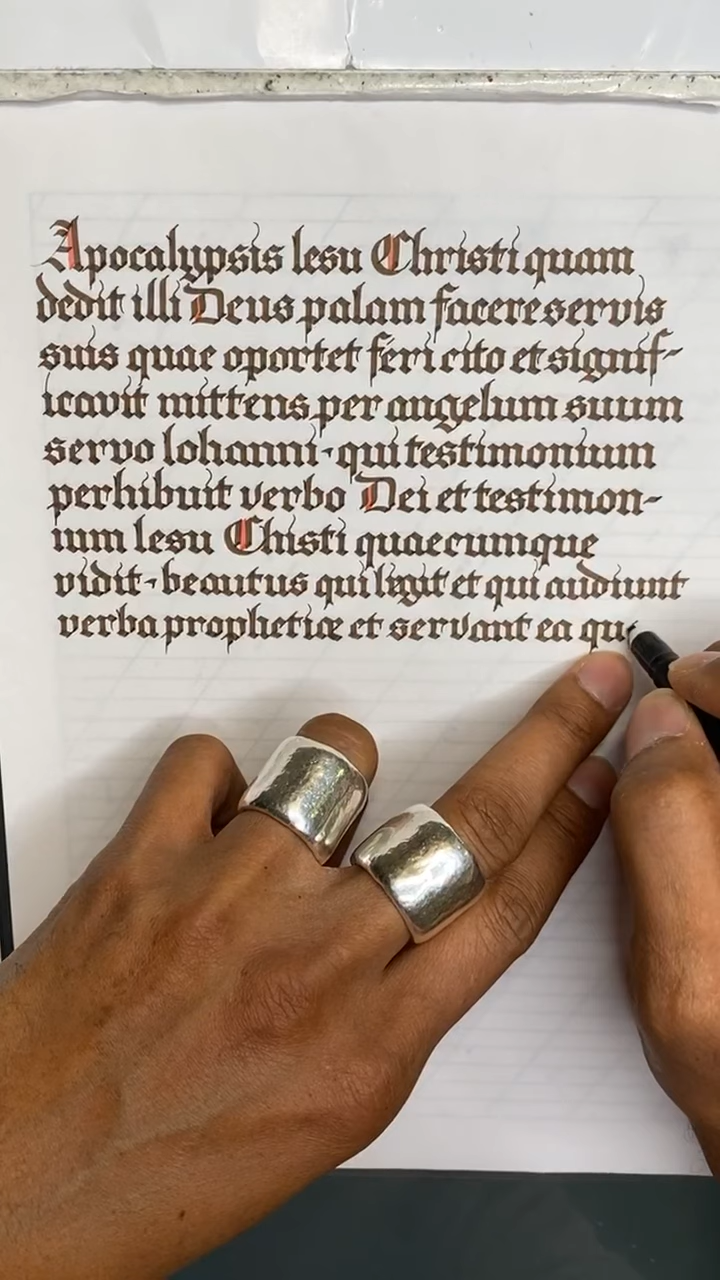 Apocalypsis Iesu Christi quam
dedit illi Deus palam facere servis
suis quae oportet feri cito et signif-
icavit mittens per angelum suum
servo Iohanni · qui testimonium
perhibuit verbo Dei et testimon-
ium Iesu Chisti quaecumque
vidit · beautus qui et qui audiunt
verba prophetiæ et servant ea qu